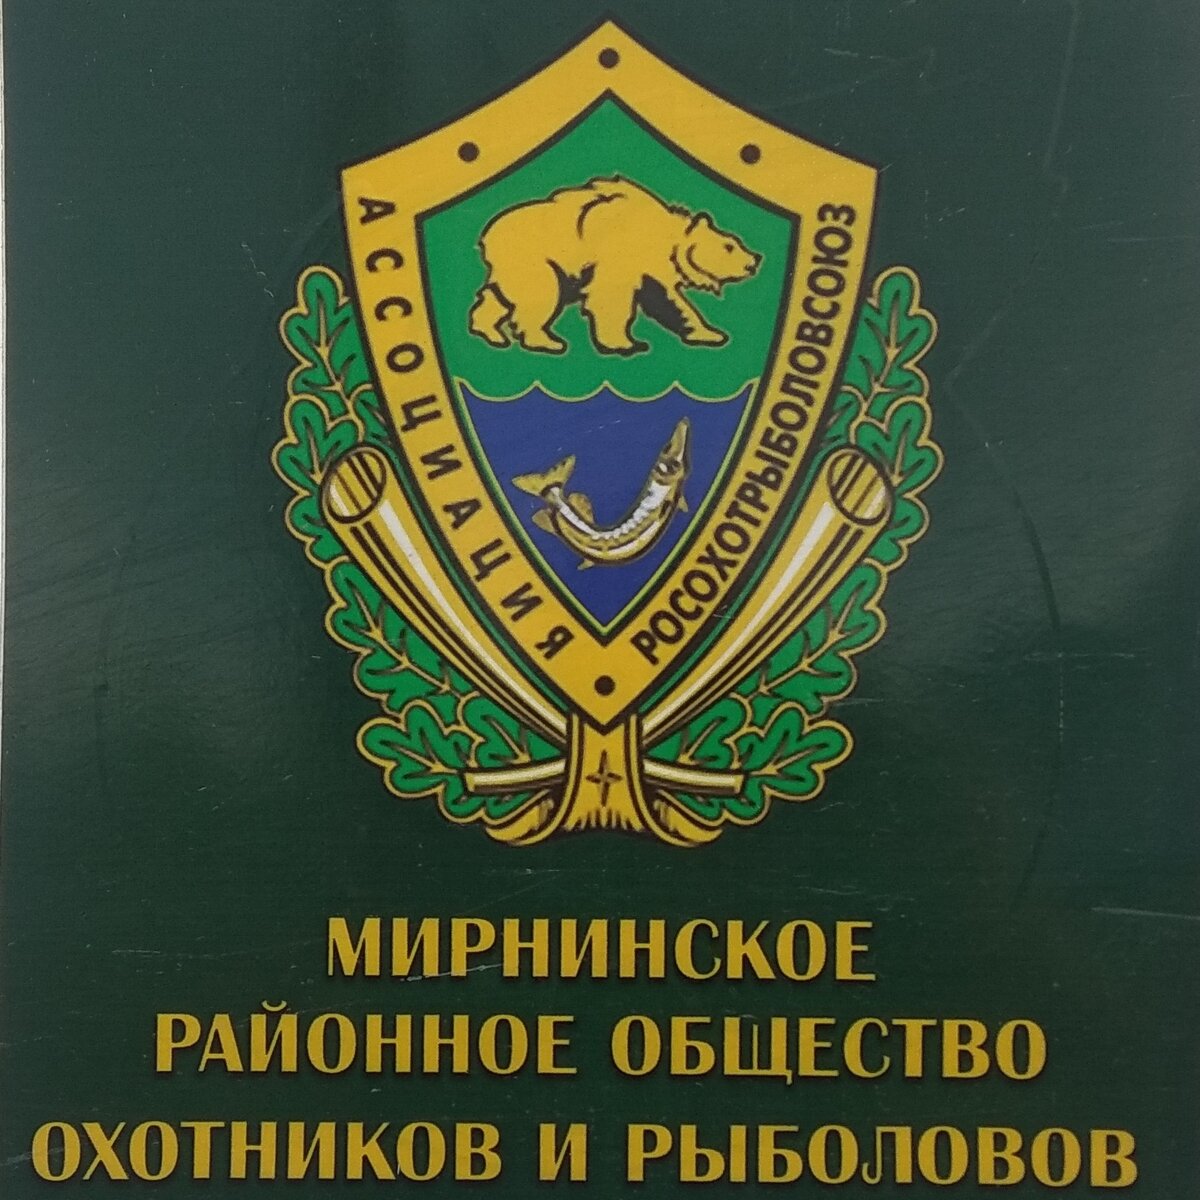 АССОЦИАЦИЯ
РОСОХОТРЫБОЛОВСОЮЗ
МИРНИНСКОЕ
РАЙОННОЕ ОБЩЕСТВО
ОХОТНИКОВ И РЫБОЛОВОВ